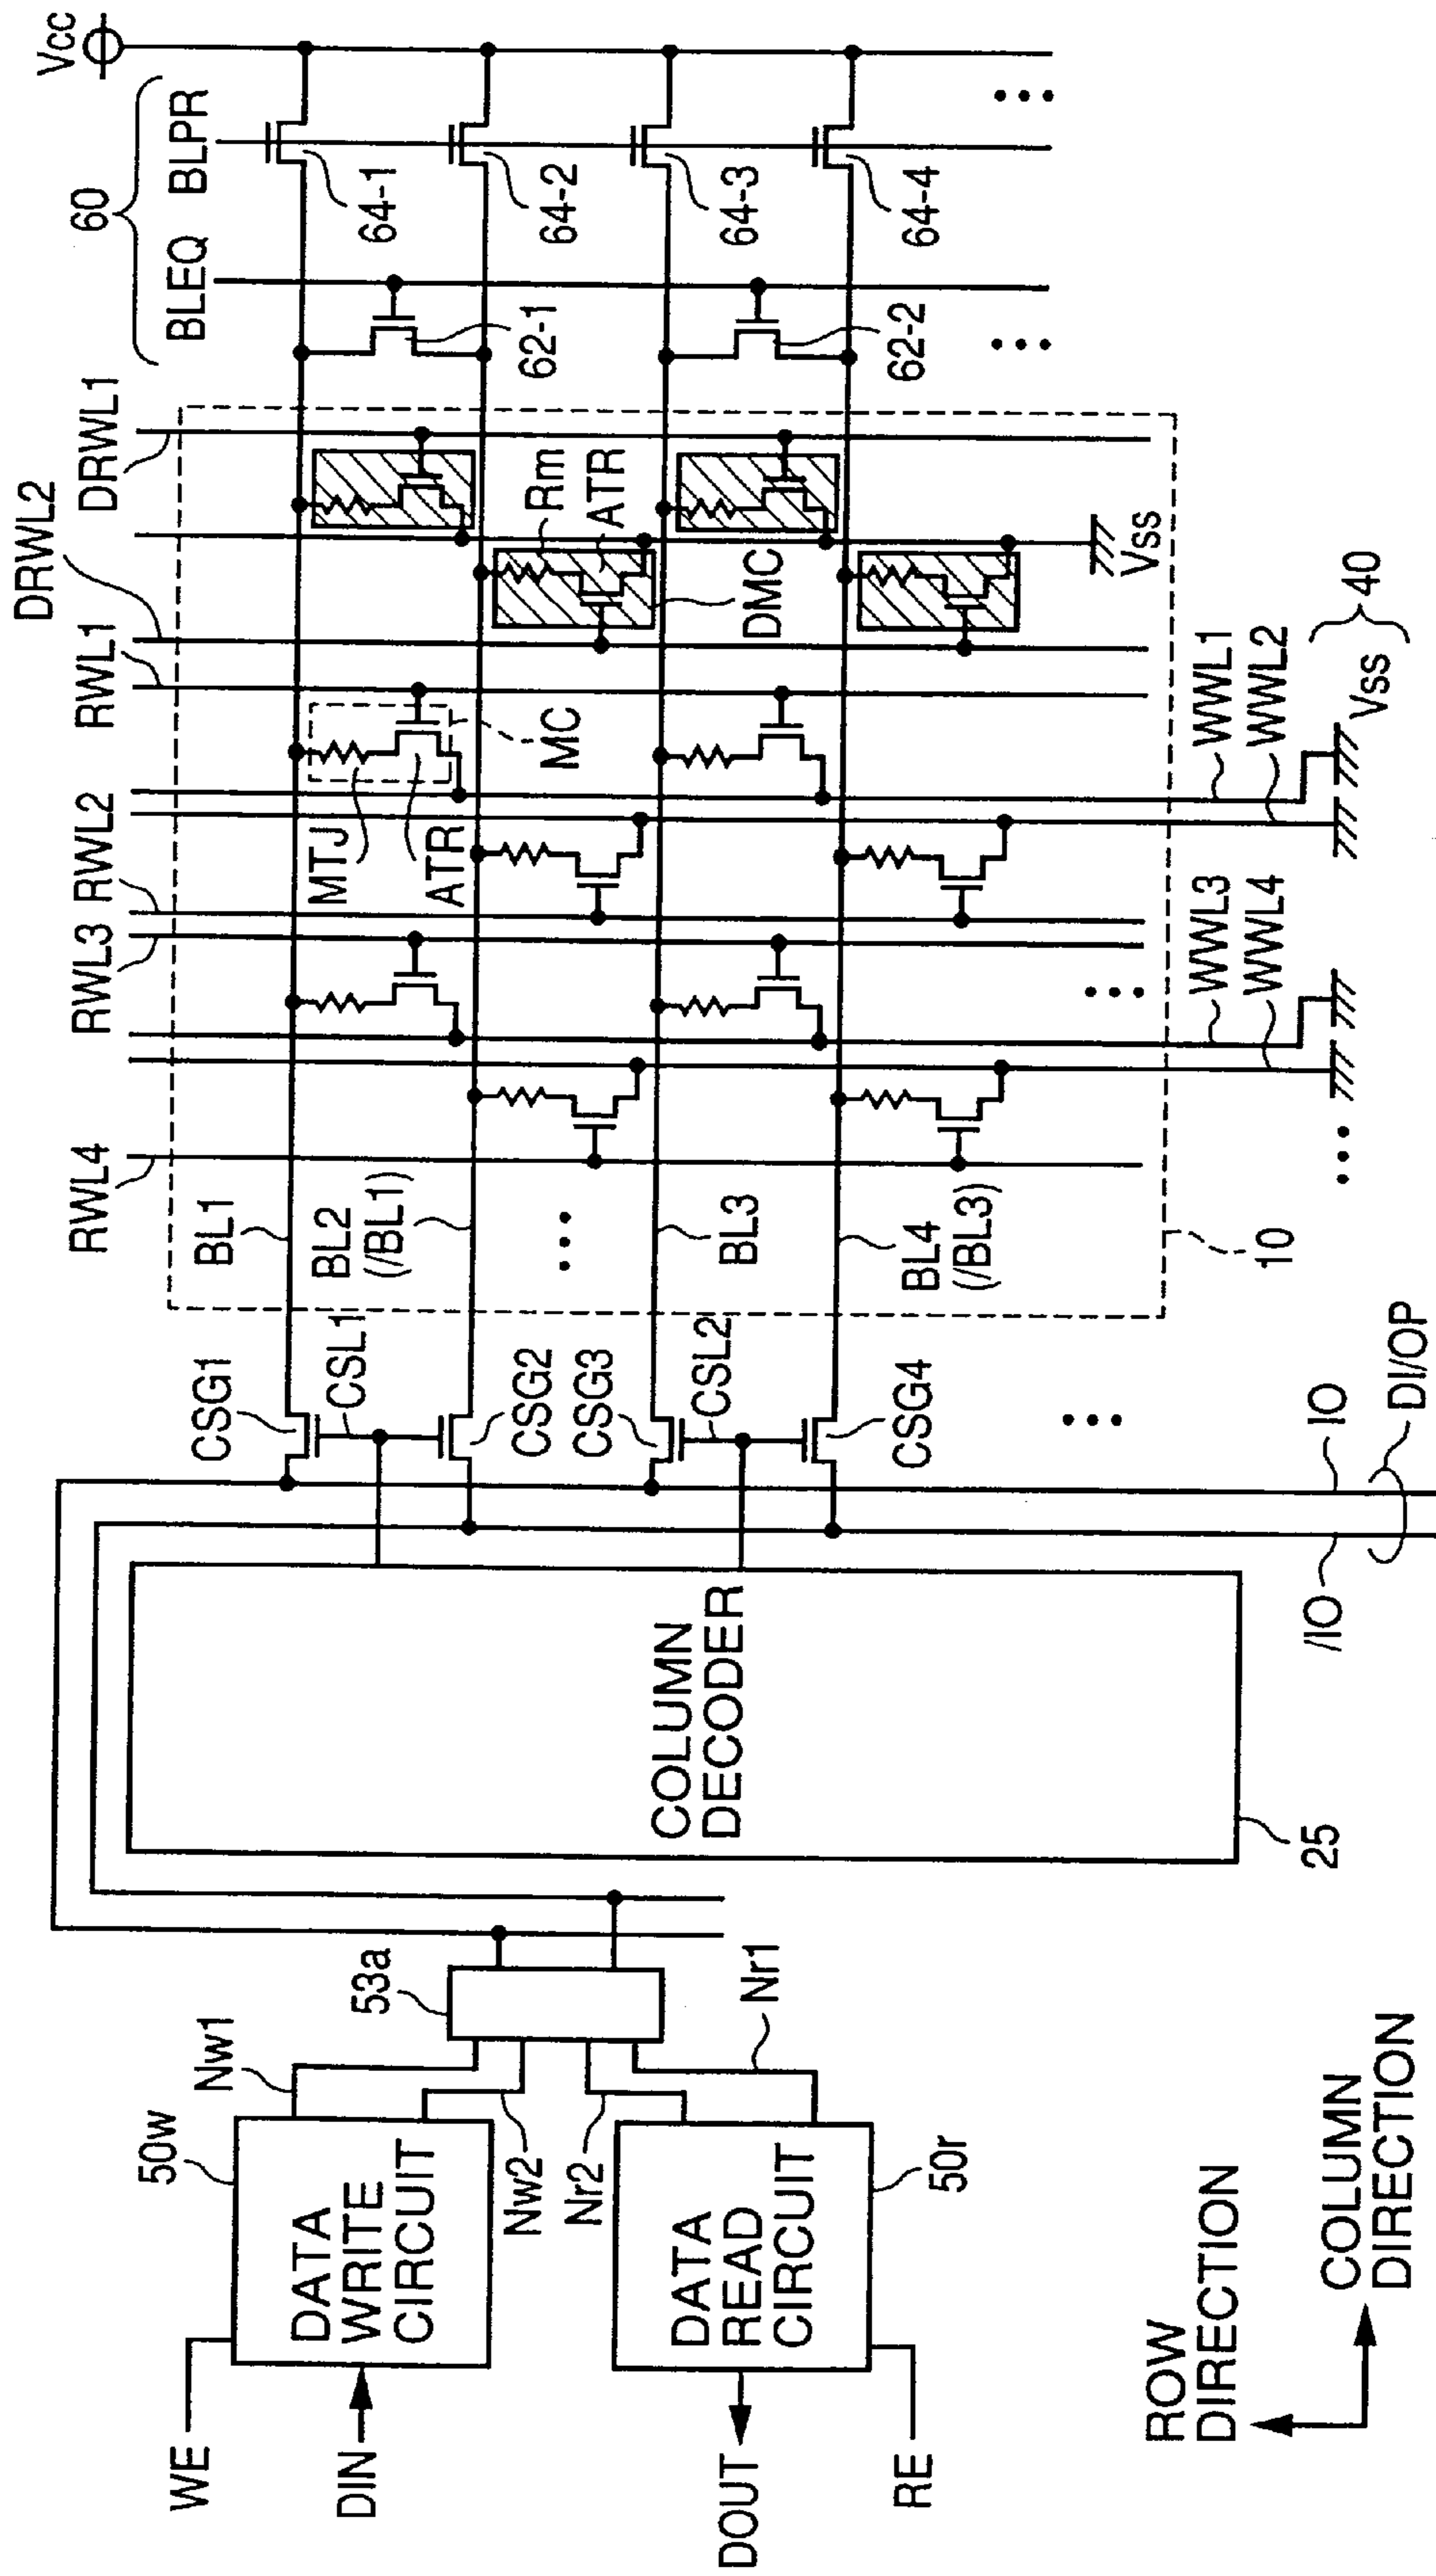 Vcc
60
BLEQ
BLPR
DRWL1
DRWL2
RWL1
RWL2
RWL3
RWL4
64-1
64-2
64-3
64-4
62-1
62-2
Rm
ATR
DMC
Vss
MTJ
ATR
MC
WWL1
WWL2
WWL3
WWL4
Vss
40
BL1
BL2
(/BL1)
BL3
BL4
(/BL3)
10
CSG1
CSL1
CSG2
CSG3
CSL2
CSG4
IO
/IO
DI/OP
COLUMN
DECODER
25
53a
Nw1
Nw2
Nr2
Nr1
50w
DATA
WRITE
CIRCUIT
50r
DATA
READ
CIRCUIT
WE
DIN
DOUT
RE
ROW
DIRECTION
COLUMN
DIRECTION